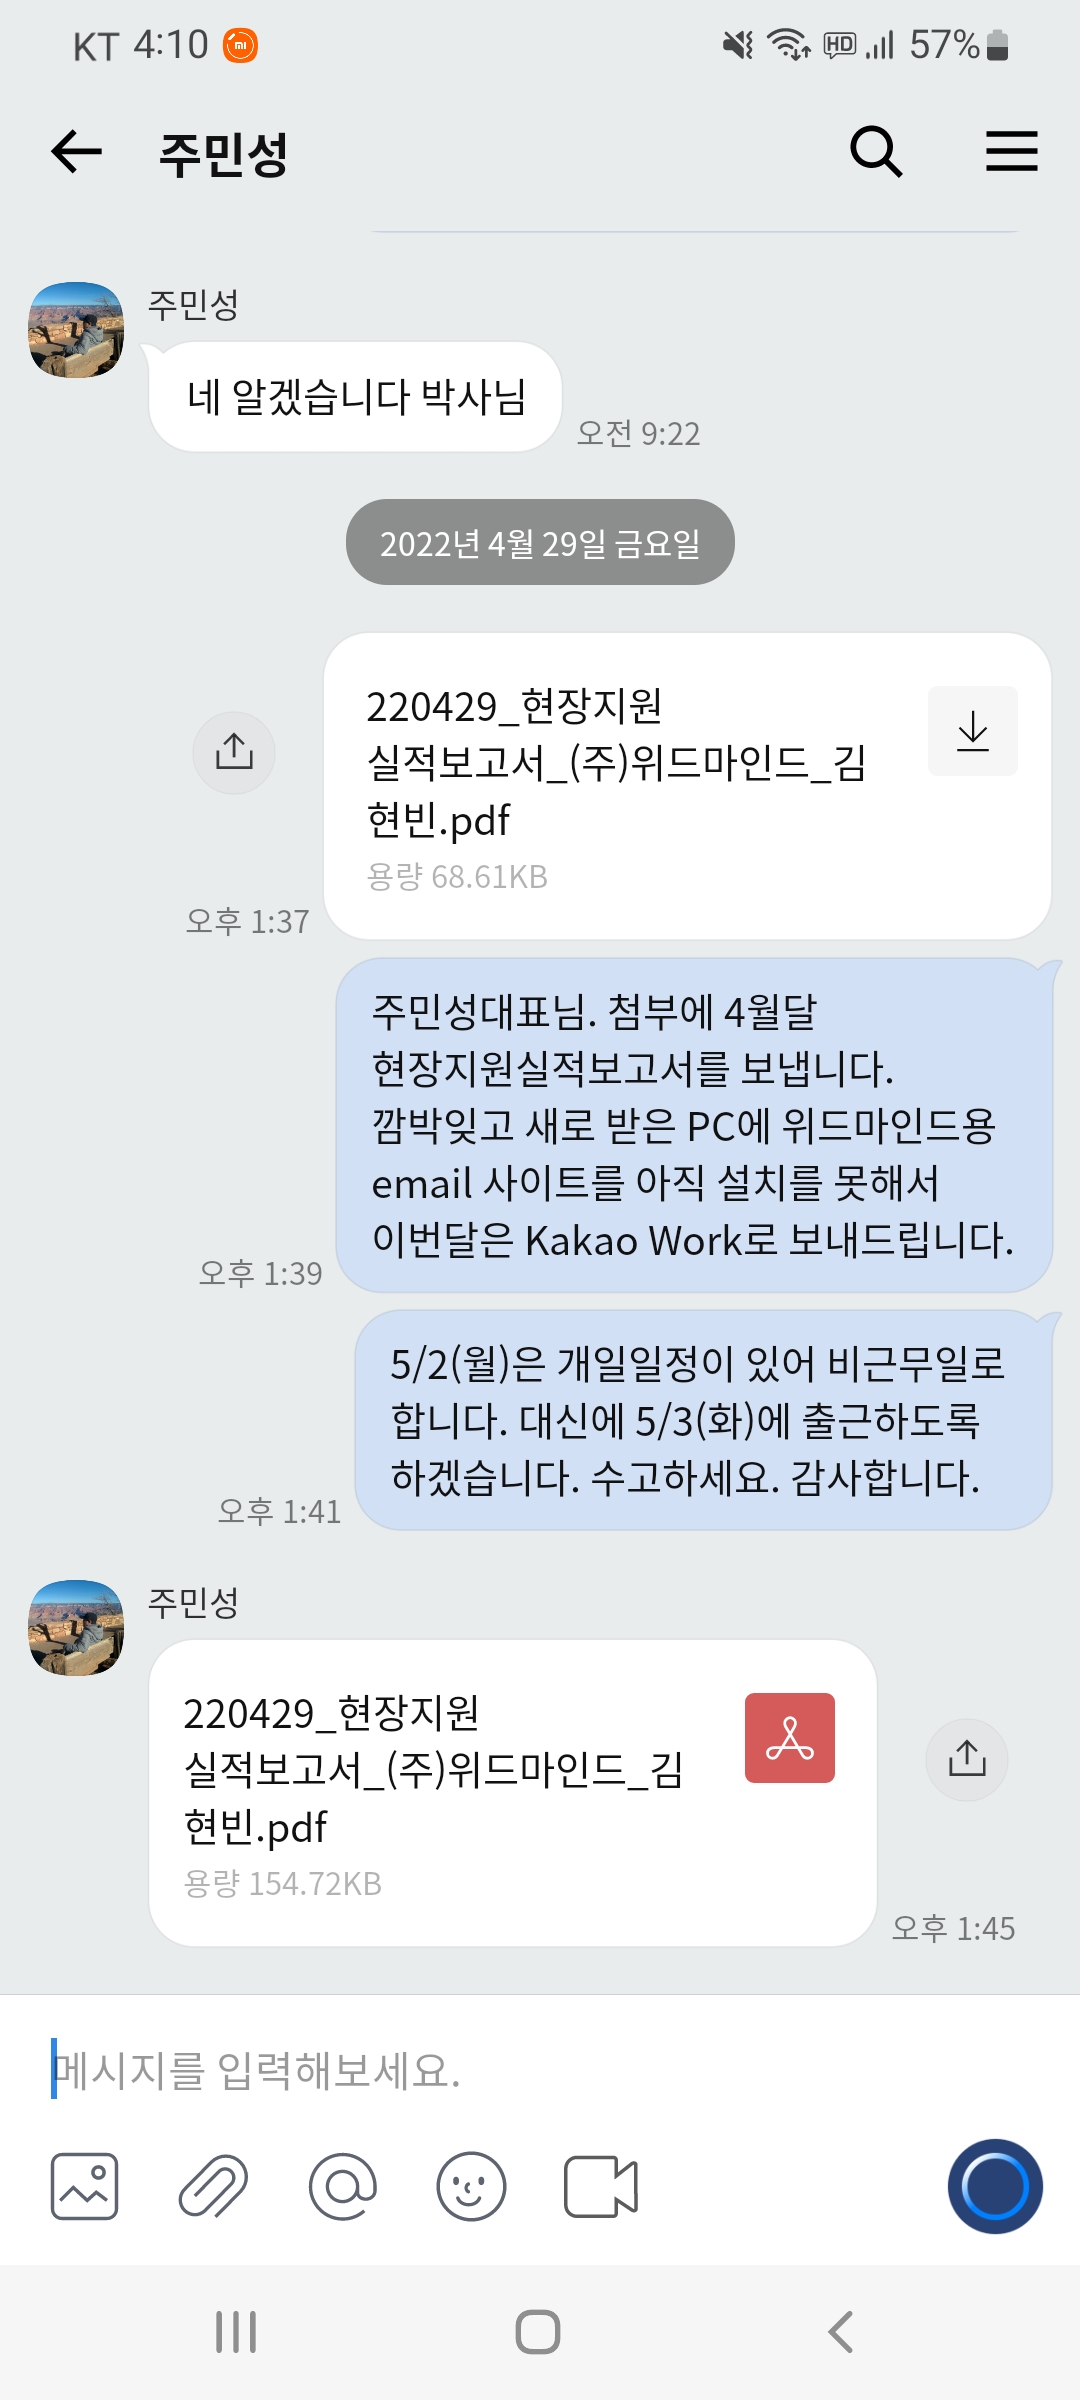 KT 4:10 HD 57%
주민성
주민성
네 알겠습니다 박사님
오전 9:22
2022년 4월 29일 금요일
220429_현장지원
실적보고서_(주)위드마인드_김
현빈.pdf
용량 68.61KB
오후 1:37
주민성대표님. 첨부에 4월달
현장지원실적보고서를 보냅니다.
깜박잊고 새로 받은 PC에 위드마인드용
email 사이트를 아직 설치를 못해서
이번달은 Kakao Work로 보내드립니다.
오후 1:39
5/2(월)은 개일일정이 있어 비근무일로
합니다. 대신에 5/3(화)에 출근하도록
하겠습니다. 수고하세요. 감사합니다.
오후 1:41
주민성
220429_현장지원
실적보고서_(주)위드마인드_김
현빈.pdf
용량 154.72KB
오후 1:45
메시지를 입력해보세요.